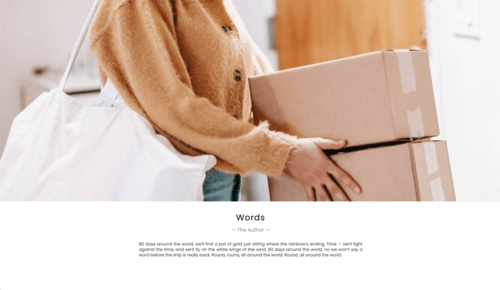 Words
— The Author —
80 days around the world, we'll find a pot of gold just sitting where the rainbow's ending. Time — we'll fight
against the time, and we'll fly on the white wings of the wind. 80 days around the world, no we won't say a
word before the ship is really back. Round, round, all around the world. Round, all around the world.